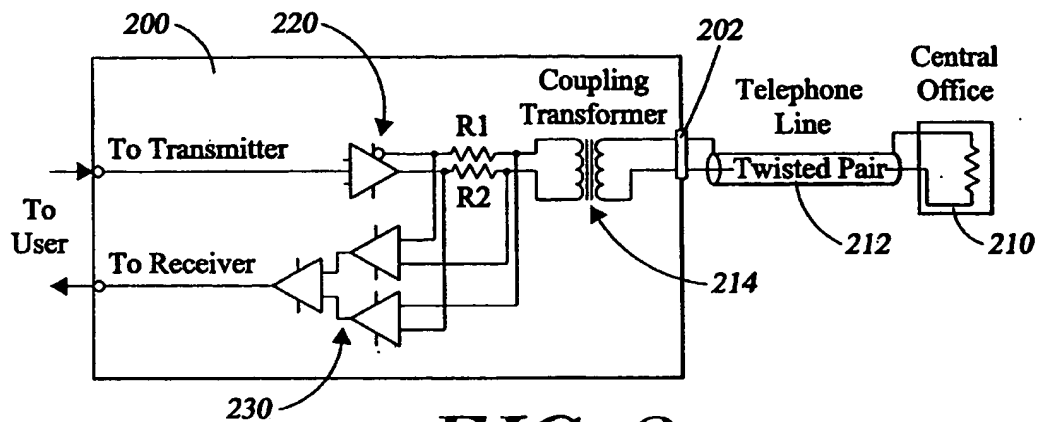 200
220
202
Coupling
Transformer
Telephone
Line
Central
Office
To Transmitter
R1
R2
Twisted Pair
To
User
212
210
To Receiver
214
230